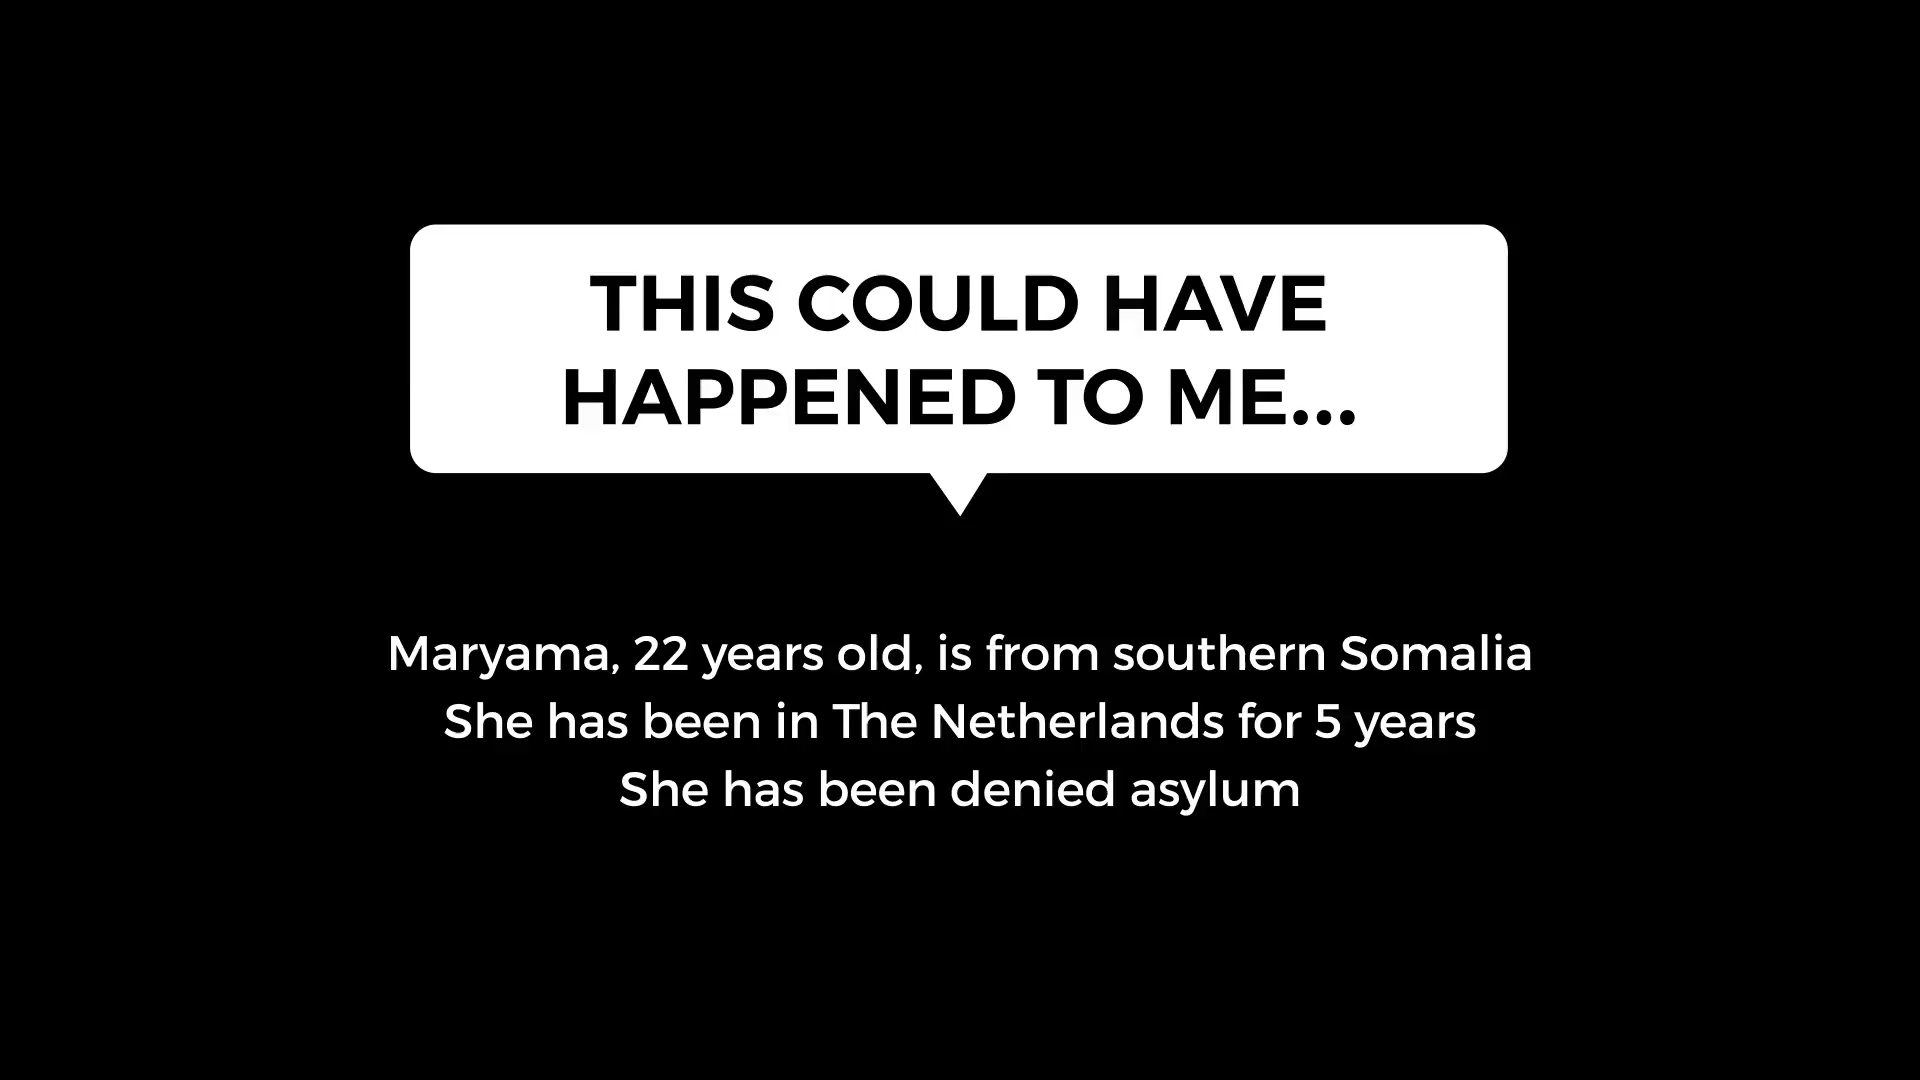 THIS COULD HAVE
HAPPENED TO ME...
Maryama, 22 years old, is from southern Somalia
She has been in The Netherlands for 5 years
She has been denied asylum